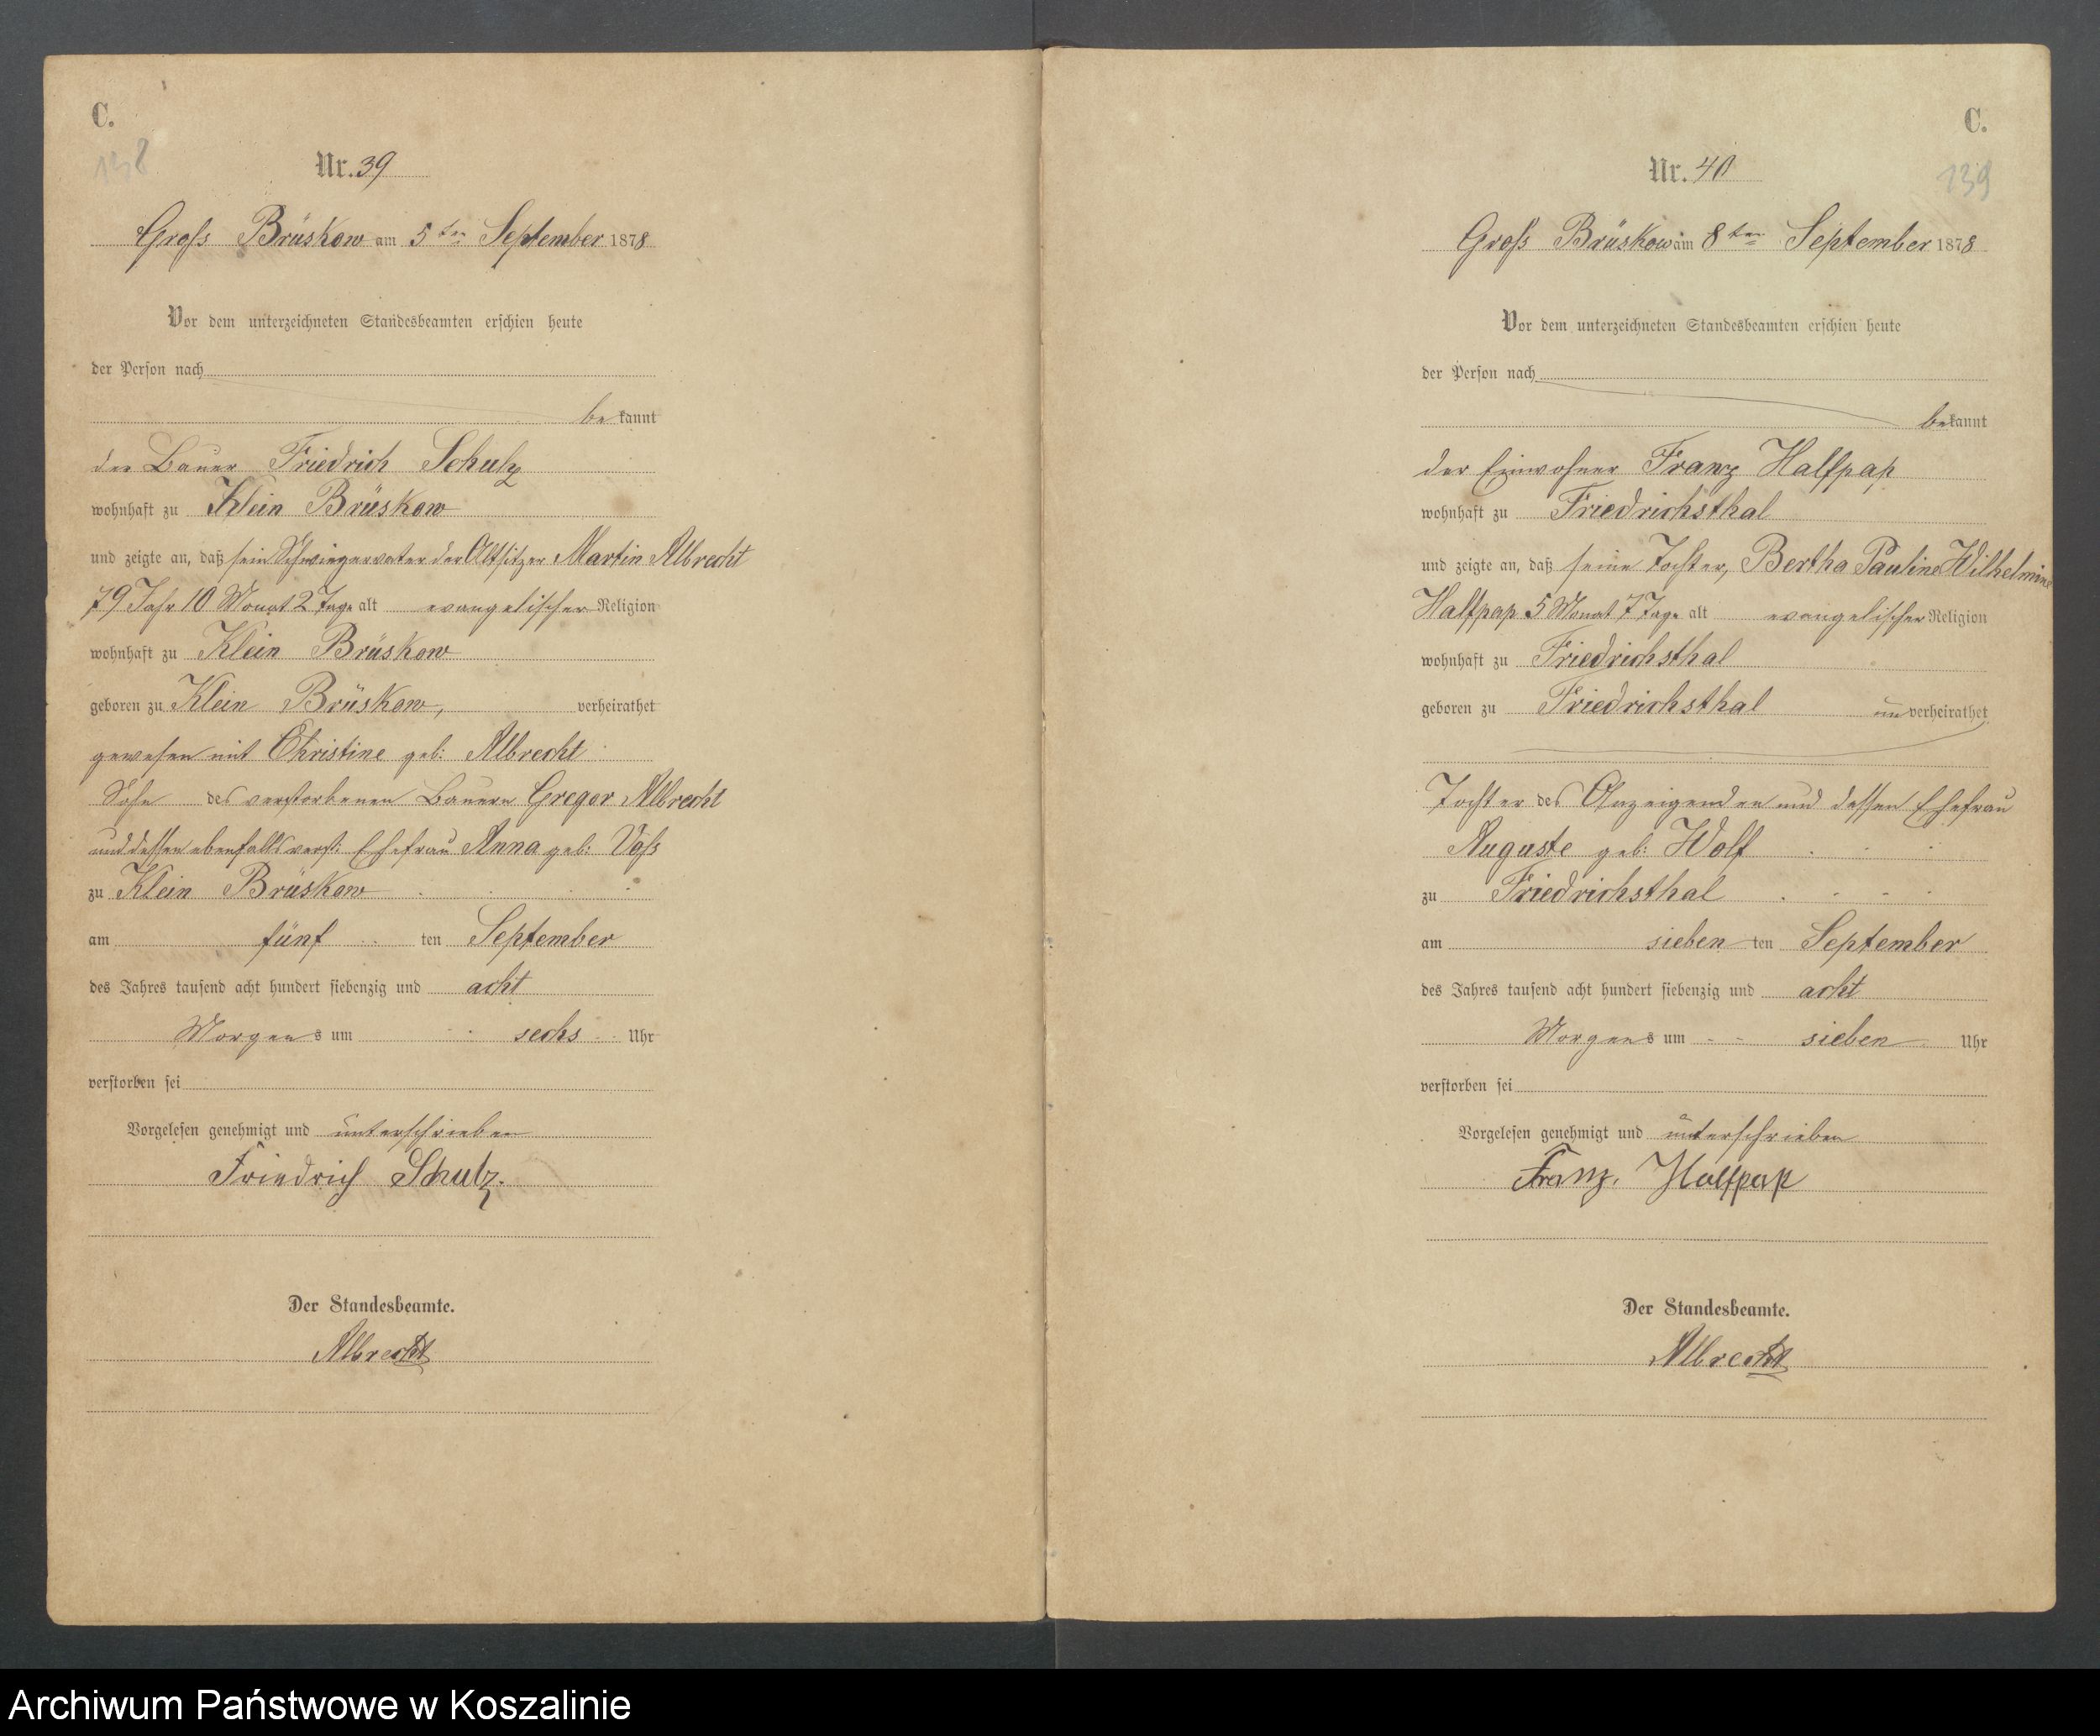 C.
138
Nr. 39
Groſs Brüskow am 5ten September 1878
Vor dem unterzeichneten Standesbeamten erſchien heute
der Perſon nach
bekannt
der Bauer Friedrich Schulz
wohnhaft zu Klein Brüskow
und zeigte an, daß ſein Schwiegervater der Altſitzer Martin Albrecht
79 Jahr 10 Monat 2 Tage alt evangeliſcher Religion
wohnhaft zu Klein Brüskow
geboren zu Klein Brüskow, verheirathet
geweſen mit Christine geb: Albrecht
Sohn des verſtorbenen Bauern Gregor Albrecht
und deſſen ebenfalls verſt: Ehefrau Anna geb: Voſs
zu Klein Brüskow
am fünf ten September
des Jahres tauſend acht hundert ſiebenzig und acht
Morgens um sechs Uhr
verſtorben ſei
Vorgeleſen genehmigt und unterſchrieben
Friedrich Schulz.
Der Standesbeamte.
Albrecht
C.
139
Nr. 40
Groſs Brüskow am 8ten September 1878
Vor dem unterzeichneten Standesbeamten erſchien heute
der Perſon nach
bekannt
der Einwohner Franz Halfpap
wohnhaft zu Friedrichsthal
und zeigte an, daß ſeine Tochter, Bertha Pauline Wilhelmine
Halfpap 5 Monat 7 Tage alt evangeliſcher Religion
wohnhaft zu Friedrichsthal
geboren zu Friedrichsthal unverheirathet
Tochter des Anzeigenden und deſſen Ehefrau
Auguste geb: Wolf
zu Friedrichsthal
am sieben ten September
des Jahres tauſend acht hundert ſiebenzig und acht
Morgens um sieben Uhr
verſtorben ſei
Vorgeleſen genehmigt und unterſchrieben
Franz. Halfpap
Der Standesbeamte.
Albrecht
Archiwum Państwowe w Koszalinie